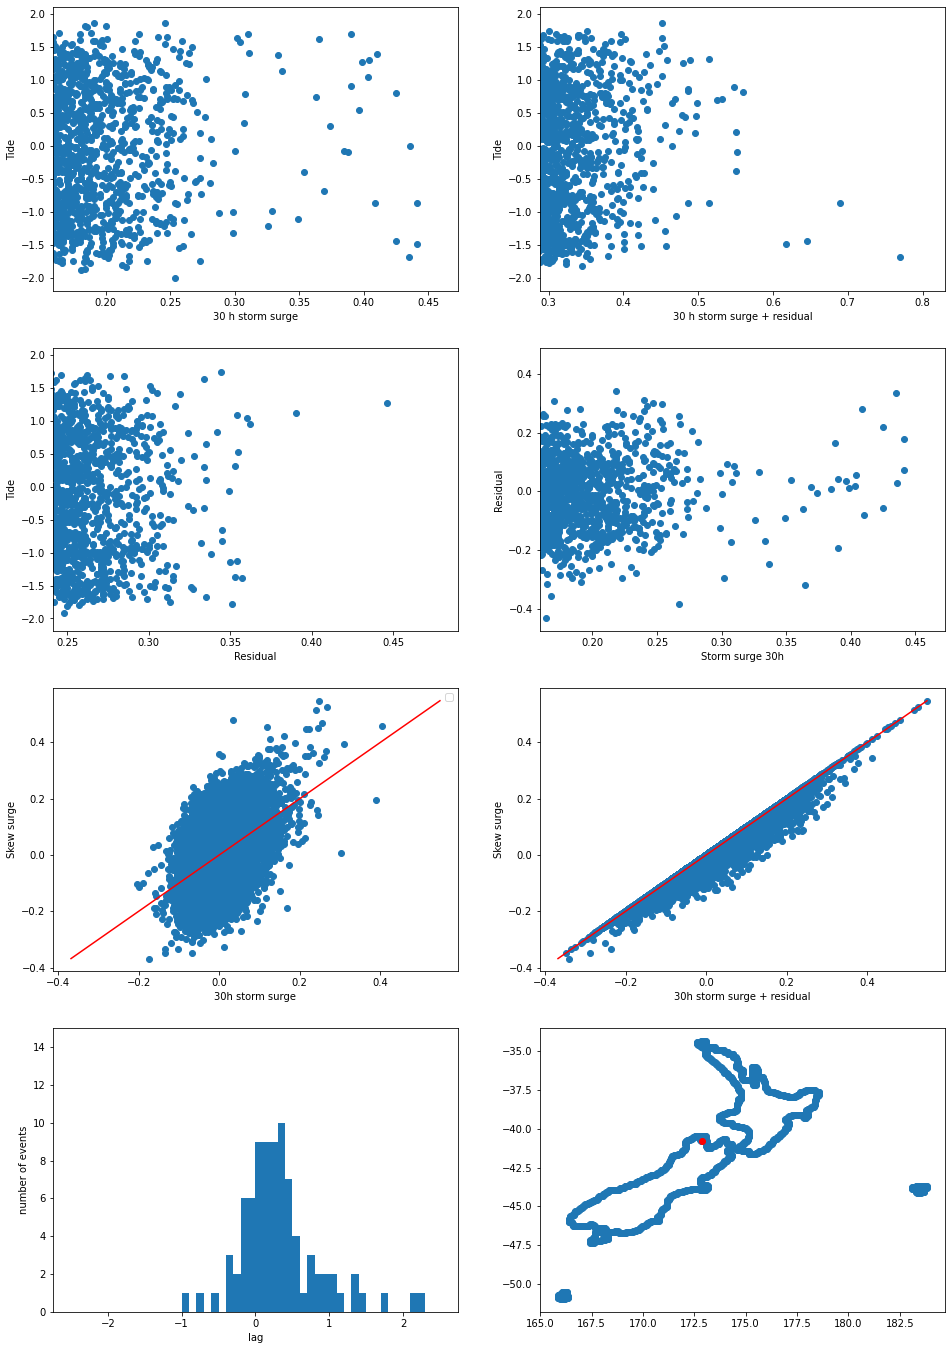 2.0
1.5
1.0
0.5
0.0
−0.5
−1.0
−1.5
−2.0
Tide
0.20 0.25 0.30 0.35 0.40 0.45
30 h storm surge
2.0
1.5
1.0
0.5
0.0
−0.5
−1.0
−1.5
−2.0
Tide
0.3 0.4 0.5 0.6 0.7 0.8
30 h storm surge + residual
2.0
1.5
1.0
0.5
0.0
−0.5
−1.0
−1.5
−2.0
Tide
0.25 0.30 0.35 0.40 0.45
Residual
0.4
0.2
0.0
−0.2
−0.4
Residual
0.20 0.25 0.30 0.35 0.40 0.45
Storm surge 30h
0.4
0.2
0.0
−0.2
−0.4
Skew surge
−0.4 −0.2 0.0 0.2 0.4
30h storm surge
0.4
0.2
0.0
−0.2
−0.4
Skew surge
−0.4 −0.2 0.0 0.2 0.4
30h storm surge + residual
14
12
10
8
6
4
2
0
number of events
−2 −1 0 1 2
lag
−35.0
−37.5
−40.0
−42.5
−45.0
−47.5
−50.0
165.0 167.5 170.0 172.5 175.0 177.5 180.0 182.5